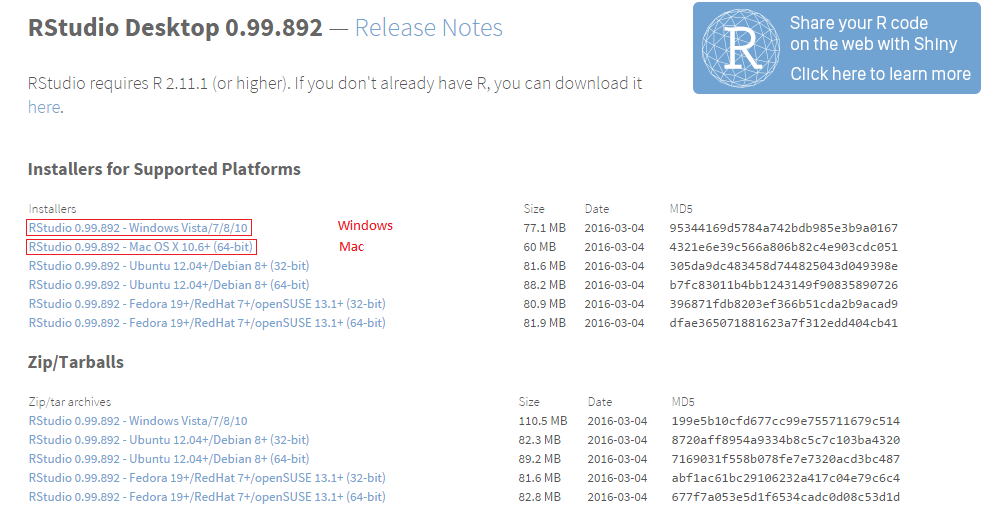 RStudio Desktop 0.99.892 — Release Notes
R
Share your R code
on the web with Shiny
Click here to learn more
RStudio requires R 2.11.1 (or higher). If you don't already have R, you can download it
here.
Installers for Supported Platforms
Installers Size Date MD5
RStudio 0.99.892 - Windows Vista/7/8/10 Windows 77.1 MB 2016-03-04 95344169d5784a742bdb985e3b9a0167
RStudio 0.99.892 - Mac OS X 10.6+ (64-bit) Mac 60 MB 2016-03-04 4321e6e39c566a806b82c4e903cdc051
RStudio 0.99.892 - Ubuntu 12.04+/Debian 8+ (32-bit) 81.6 MB 2016-03-04 305da9dc483458d744825043d049398e
RStudio 0.99.892 - Ubuntu 12.04+/Debian 8+ (64-bit) 88.2 MB 2016-03-04 b7fc83011b4bb1243149f90835890726
RStudio 0.99.892 - Fedora 19+/RedHat 7+/openSUSE 13.1+ (32-bit) 80.9 MB 2016-03-04 396871fdb8203ef366b51cda2b9acad9
RStudio 0.99.892 - Fedora 19+/RedHat 7+/openSUSE 13.1+ (64-bit) 81.9 MB 2016-03-04 dfae365071881623a7f312edd404cb41
Zip/Tarballs
Zip/tar archives Size Date MD5
RStudio 0.99.892 - Windows Vista/7/8/10 110.5 MB 2016-03-04 199e5b10cfd677cc99e755711679c514
RStudio 0.99.892 - Ubuntu 12.04+/Debian 8+ (32-bit) 82.3 MB 2016-03-04 8720aff8954a9334b8c5c7c103ba4320
RStudio 0.99.892 - Ubuntu 12.04+/Debian 8+ (64-bit) 89.2 MB 2016-03-04 7169031f558b078fe7e7320acd3bc487
RStudio 0.99.892 - Fedora 19+/RedHat 7+/openSUSE 13.1+ (32-bit) 81.6 MB 2016-03-04 abf1ac61bc29106232a417c04e79c6c4
RStudio 0.99.892 - Fedora 19+/RedHat 7+/openSUSE 13.1+ (64-bit) 82.8 MB 2016-03-04 677f7a053e5d1f6534cadc0d08c53d1d